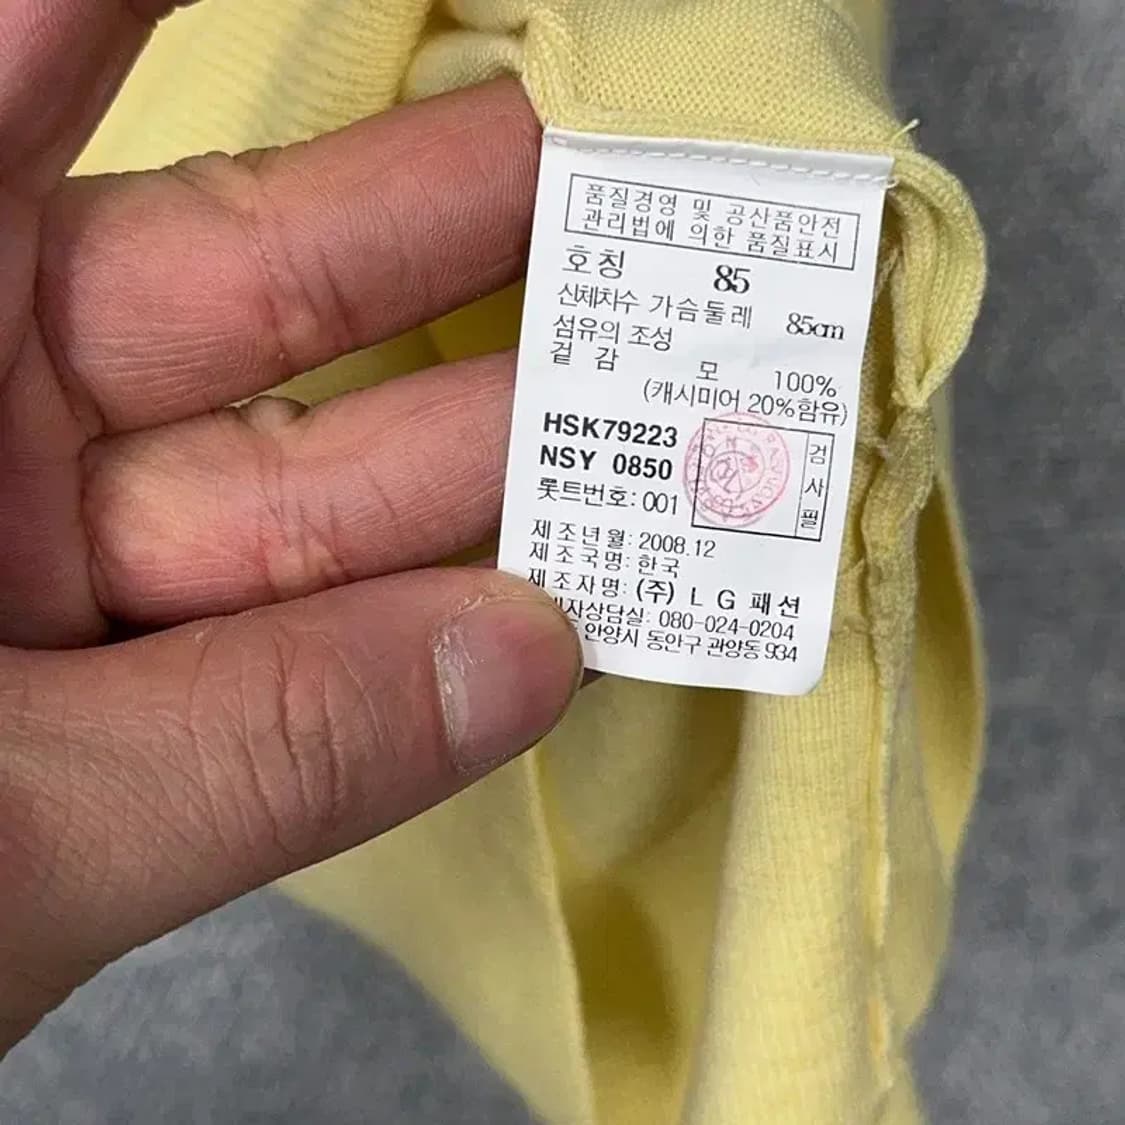 품질경영 및 공산품안전
관리법에 의한 품질표시
호칭 85
신체치수 가슴둘레 85cm
섬유의 조성
겉 감 모 100%
(캐시미어 20%함유)
HSK79223
NSY 0850
롯트번호: 001
검사필
제조년월: 2008.12
제조국명: 한국
제조자명: (주) L G 패션
자상담실: 080-024-0204
안양시 동안구 관양동 934